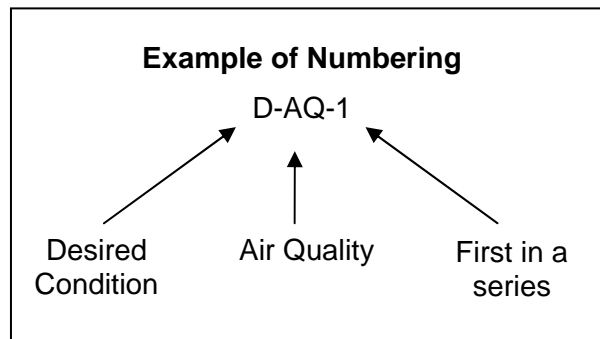 Example of Numbering
D-AQ-1
Desired
Condition
Air Quality
First in a
series